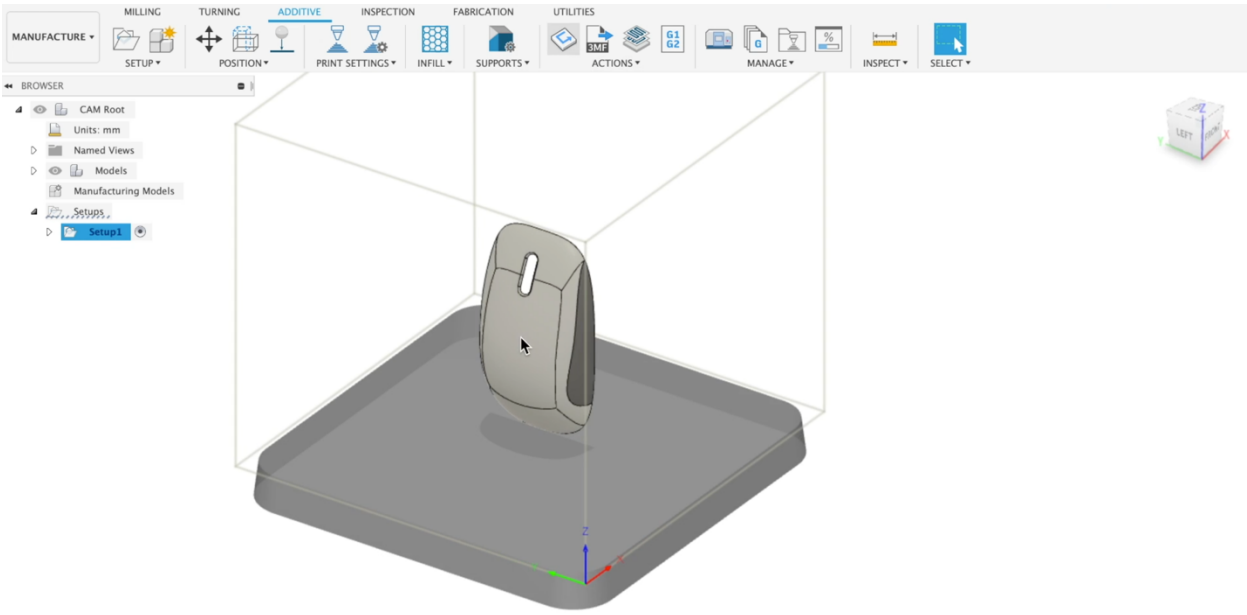 MILLING TURNING ADDITIVE INSPECTION FABRICATION UTILITIES
MANUFACTURE
3MF G1 G2 G %
SETUP POSITION PRINT SETTINGS INFILL SUPPORTS ACTIONS MANAGE INSPECT SELECT
BROWSER
CAM Root
Units: mm
Named Views
Models
Manufacturing Models
Setups
Setup1
Z
LEFT FRONT
Y X
Z
X